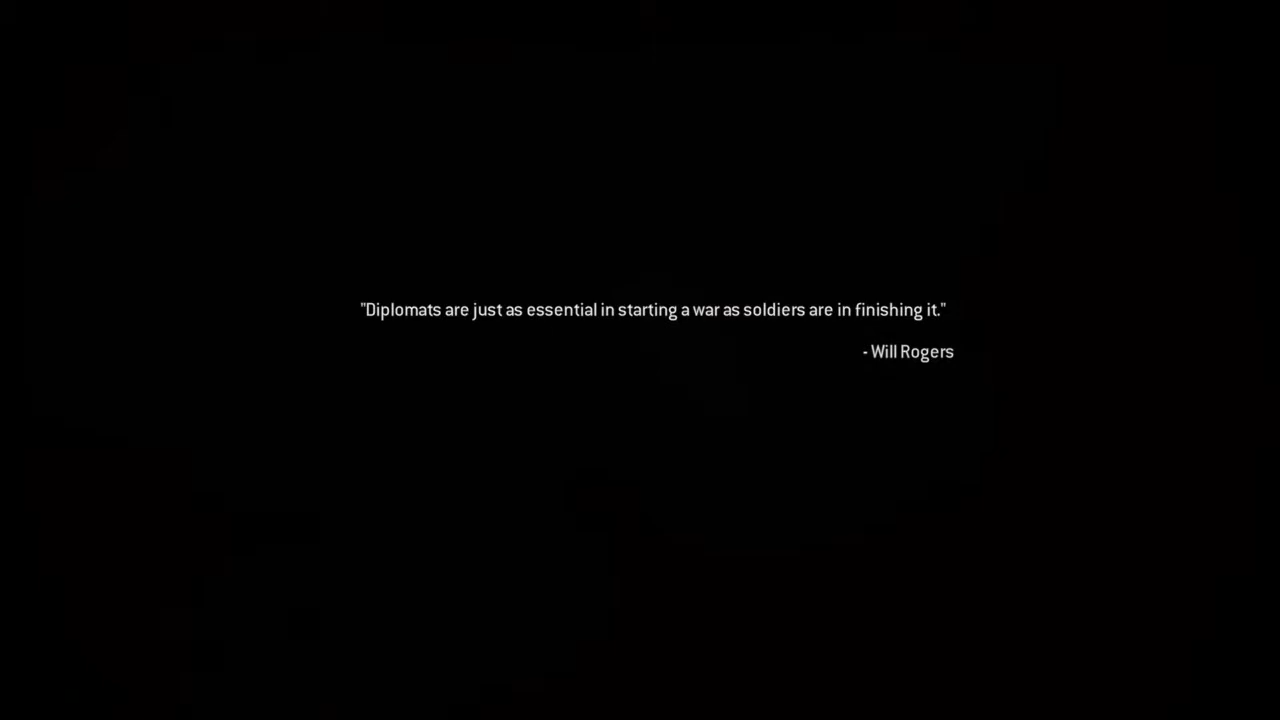 "Diplomats are just as essential in starting a war as soldiers are in finishing it."
- Will Rogers